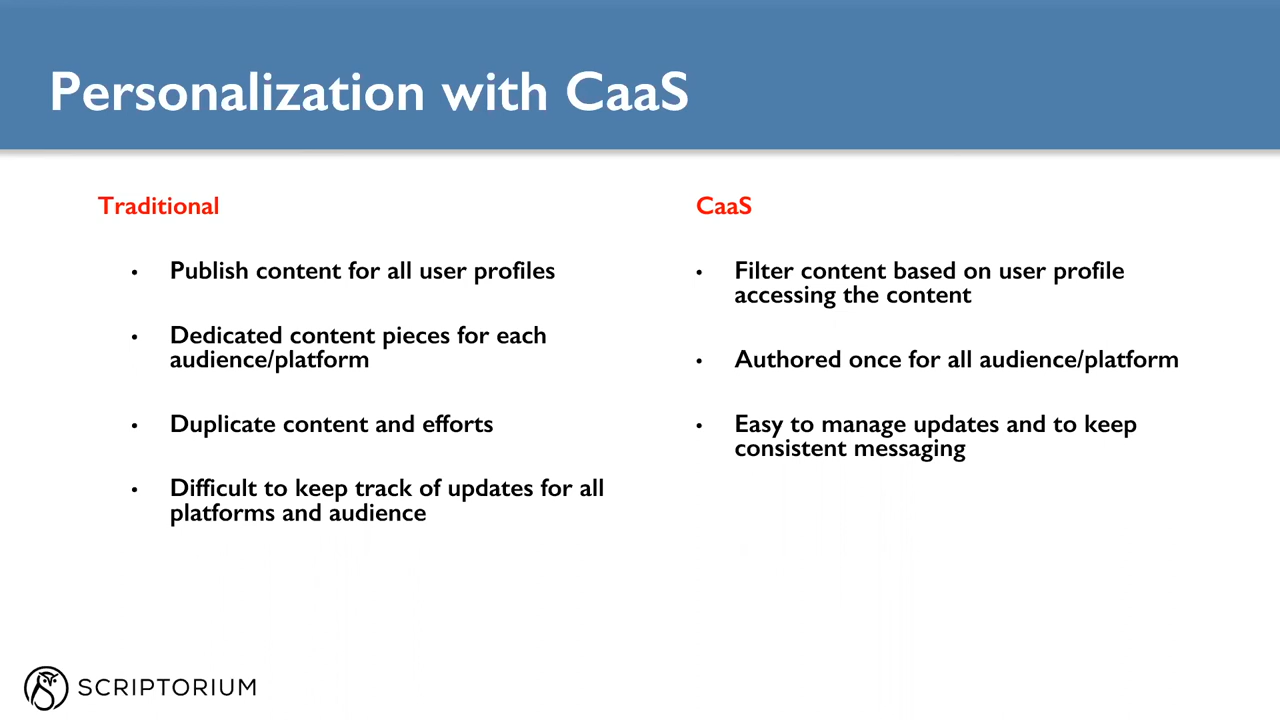 Personalization with CaaS
Traditional
• Publish content for all user profiles
• Dedicated content pieces for each
audience/platform
• Duplicate content and efforts
• Difficult to keep track of updates for all
platforms and audience
CaaS
• Filter content based on user profile
accessing the content
• Authored once for all audience/platform
• Easy to manage updates and to keep
consistent messaging
SCRIPTORIUM